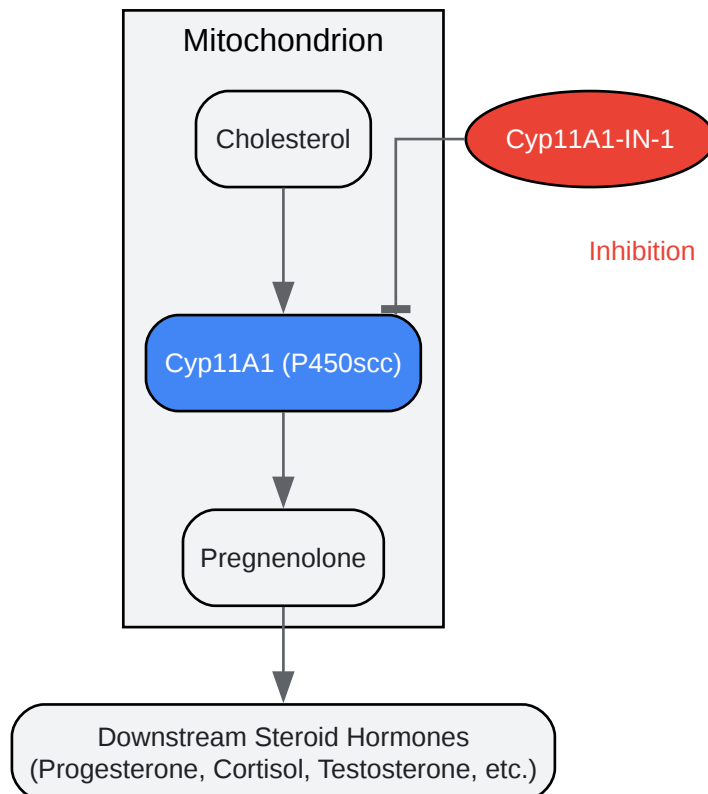 Mitochondrion
Cholesterol
Cyp11A1-IN-1
Inhibition
Cyp11A1 (P450scc)
Pregnenolone
Downstream Steroid Hormones
(Progesterone, Cortisol, Testosterone, etc.)